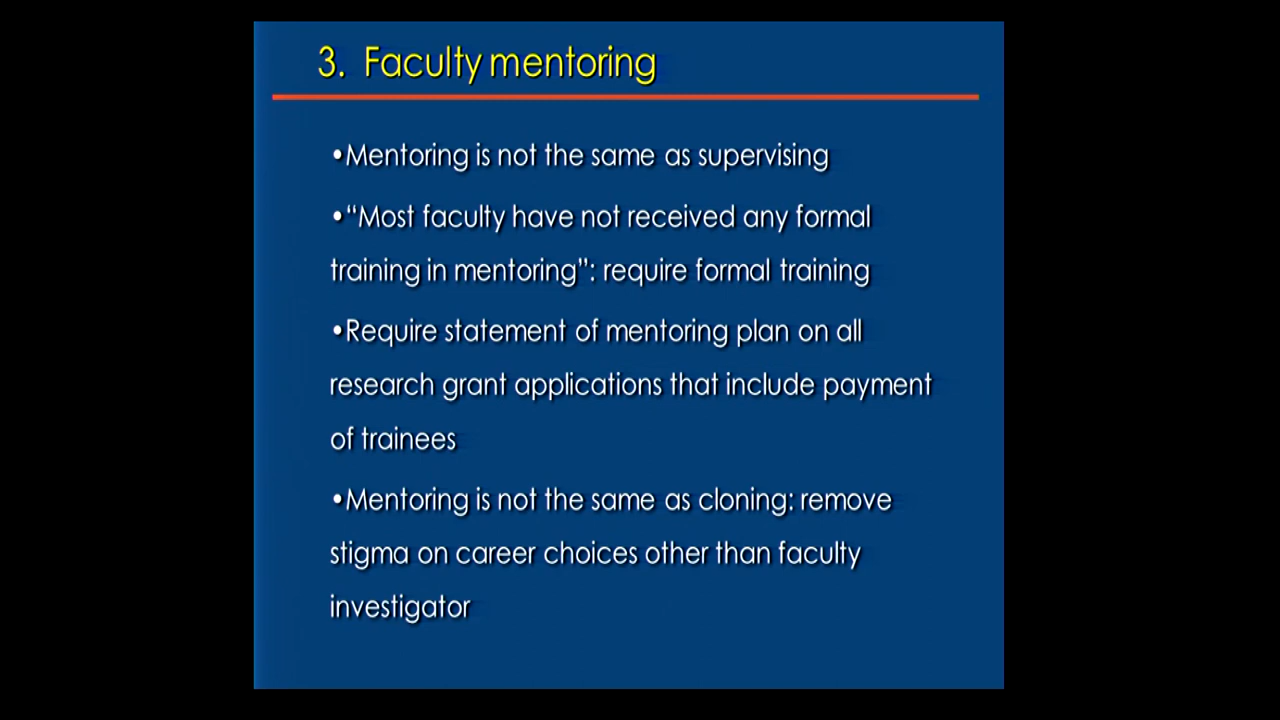 3. Faculty mentoring
•Mentoring is not the same as supervising
•“Most faculty have not received any formal
training in mentoring”: require formal training
•Require statement of mentoring plan on all
research grant applications that include payment
of trainees
•Mentoring is not the same as cloning: remove
stigma on career choices other than faculty
investigator